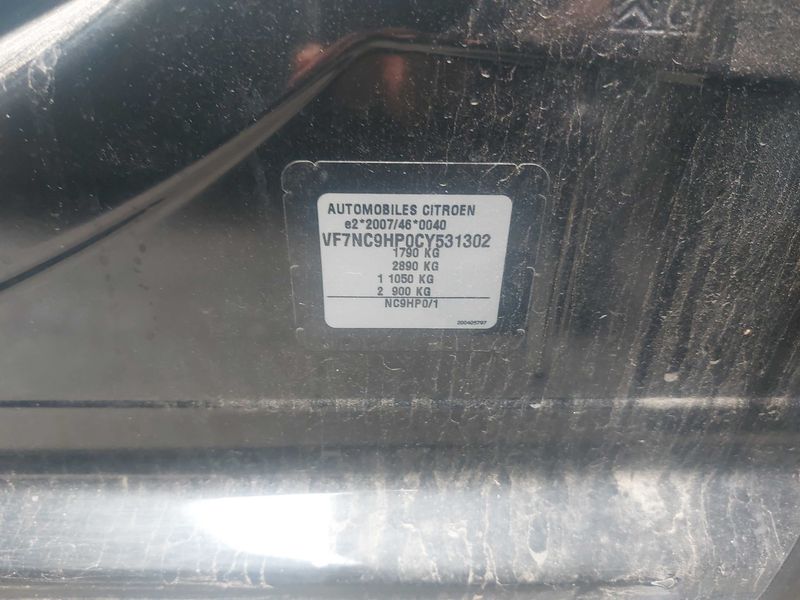 AUTOMOBILES CITROEN
e2*2007/46*0040
VF7NC9HP0CY531302
1790 KG
2890 KG
1 1050 KG
2 900 KG
NC9HP0/1
200405797